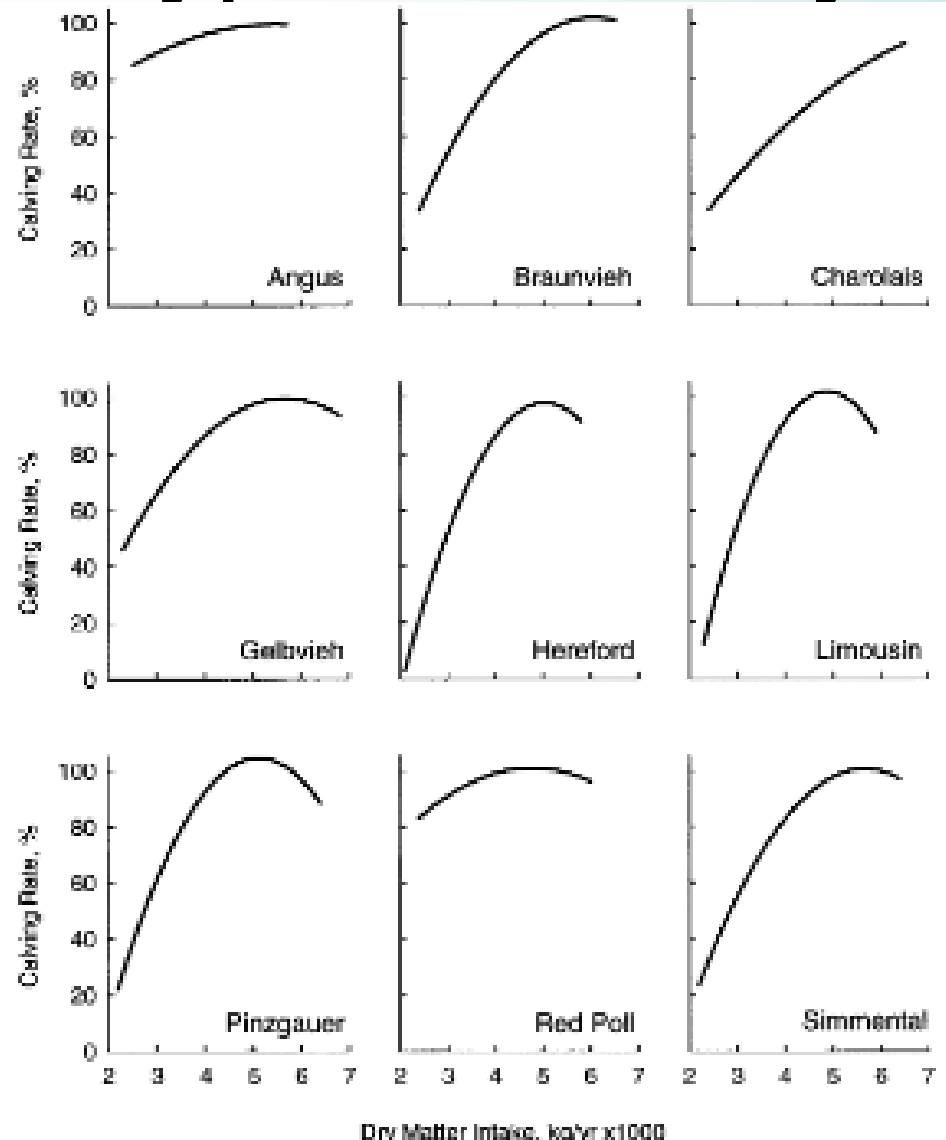 100
80
60
40
20
0
Calving Rate, %
Angus
Braunvieh
Charolais
100
80
60
40
20
0
Calving Rate, %
Gelbvieh
Hereford
Limousin
100
80
60
40
20
0
Calving Rate, %
Pinzgauer
Red Poll
Simmental
2 3 4 5 6 7 2 3 4 5 6 7 2 3 4 5 6 7
Dry Matter Intake, kg/yr x1000